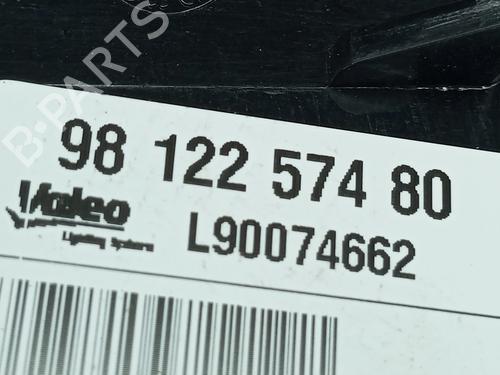 B-PARTS
98 122 574 80
Valeo
Lighting Systems
L90074662